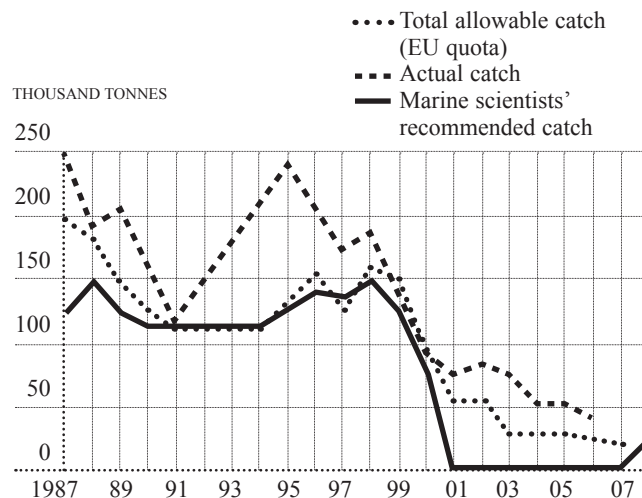 Total allowable catch
(EU quota)
Actual catch
Marine scientists'
recommended catch
THOUSAND TONNES
250
200
150
100
50
0
1987 89 91 93 95 97 99 01 03 05 07